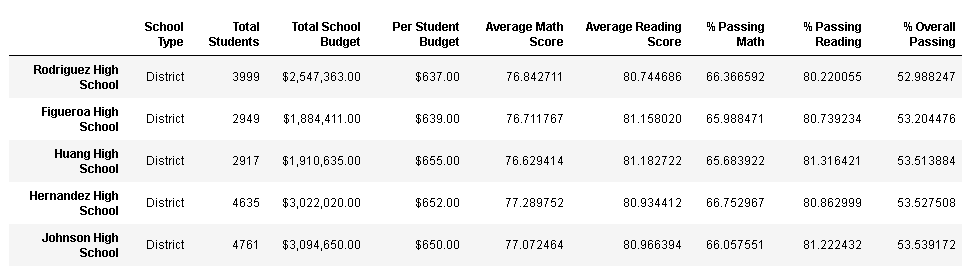 School Type Total Students Total School Budget Per Student Budget Average Math Score Average Reading Score % Passing Math % Passing Reading % Overall Passing
Rodriguez High School District 3999 $2,547,363.00 $637.00 76.842711 80.744686 66.366592 80.220055 52.988247
Figueroa High School District 2949 $1,884,411.00 $639.00 76.711767 81.158020 65.988471 80.739234 53.204476
Huang High School District 2917 $1,910,635.00 $655.00 76.629414 81.182722 65.683922 81.316421 53.513884
Hernandez High School District 4635 $3,022,020.00 $652.00 77.289752 80.934412 66.752967 80.862999 53.527508
Johnson High School District 4761 $3,094,650.00 $650.00 77.072464 80.966394 66.057551 81.222432 53.539172